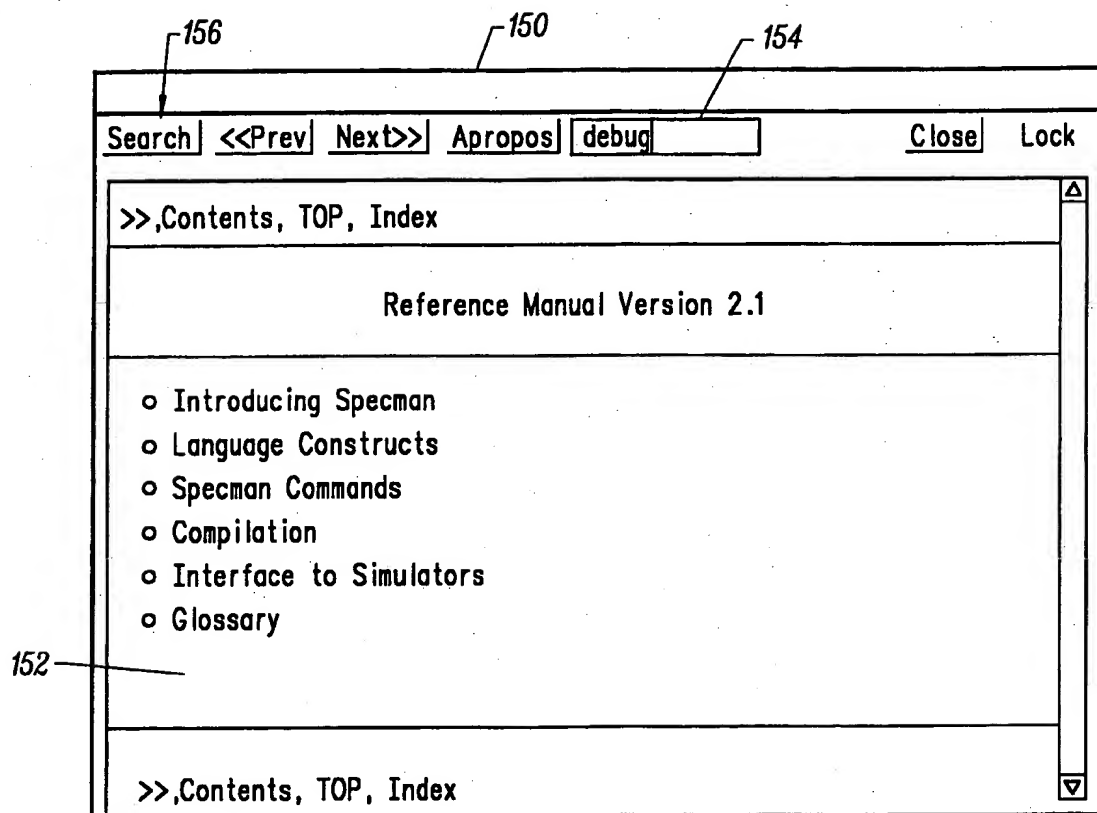 156 150 154
Search <<Prev Next>> Apropos debug Close Lock
>>,Contents, TOP, Index
Reference Manual Version 2.1
o Introducing Specman
o Language Constructs
o Specman Commands
o Compilation
o Interface to Simulators
o Glossary
152
>>,Contents, TOP, Index